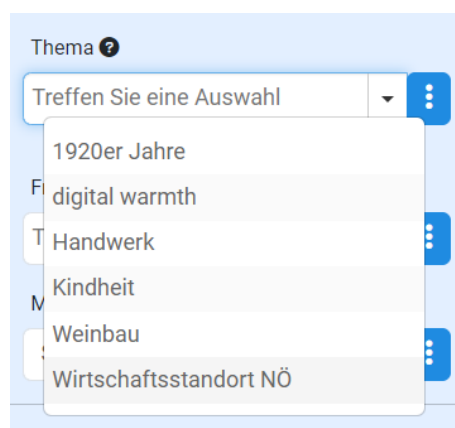 Thema ?
Treffen Sie eine Auswahl
1920er Jahre
digital warmth
Handwerk
Kindheit
Weinbau
Wirtschaftsstandort NÖ